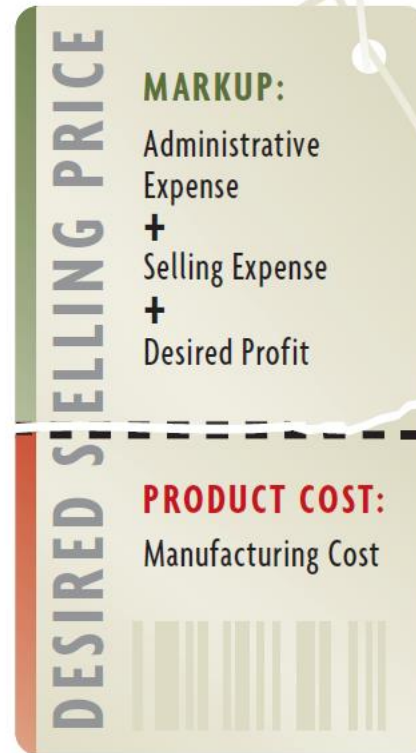 DESIRED SELLING PRICE
MARKUP:
Administrative
Expense
+
Selling Expense
+
Desired Profit
PRODUCT COST:
Manufacturing Cost